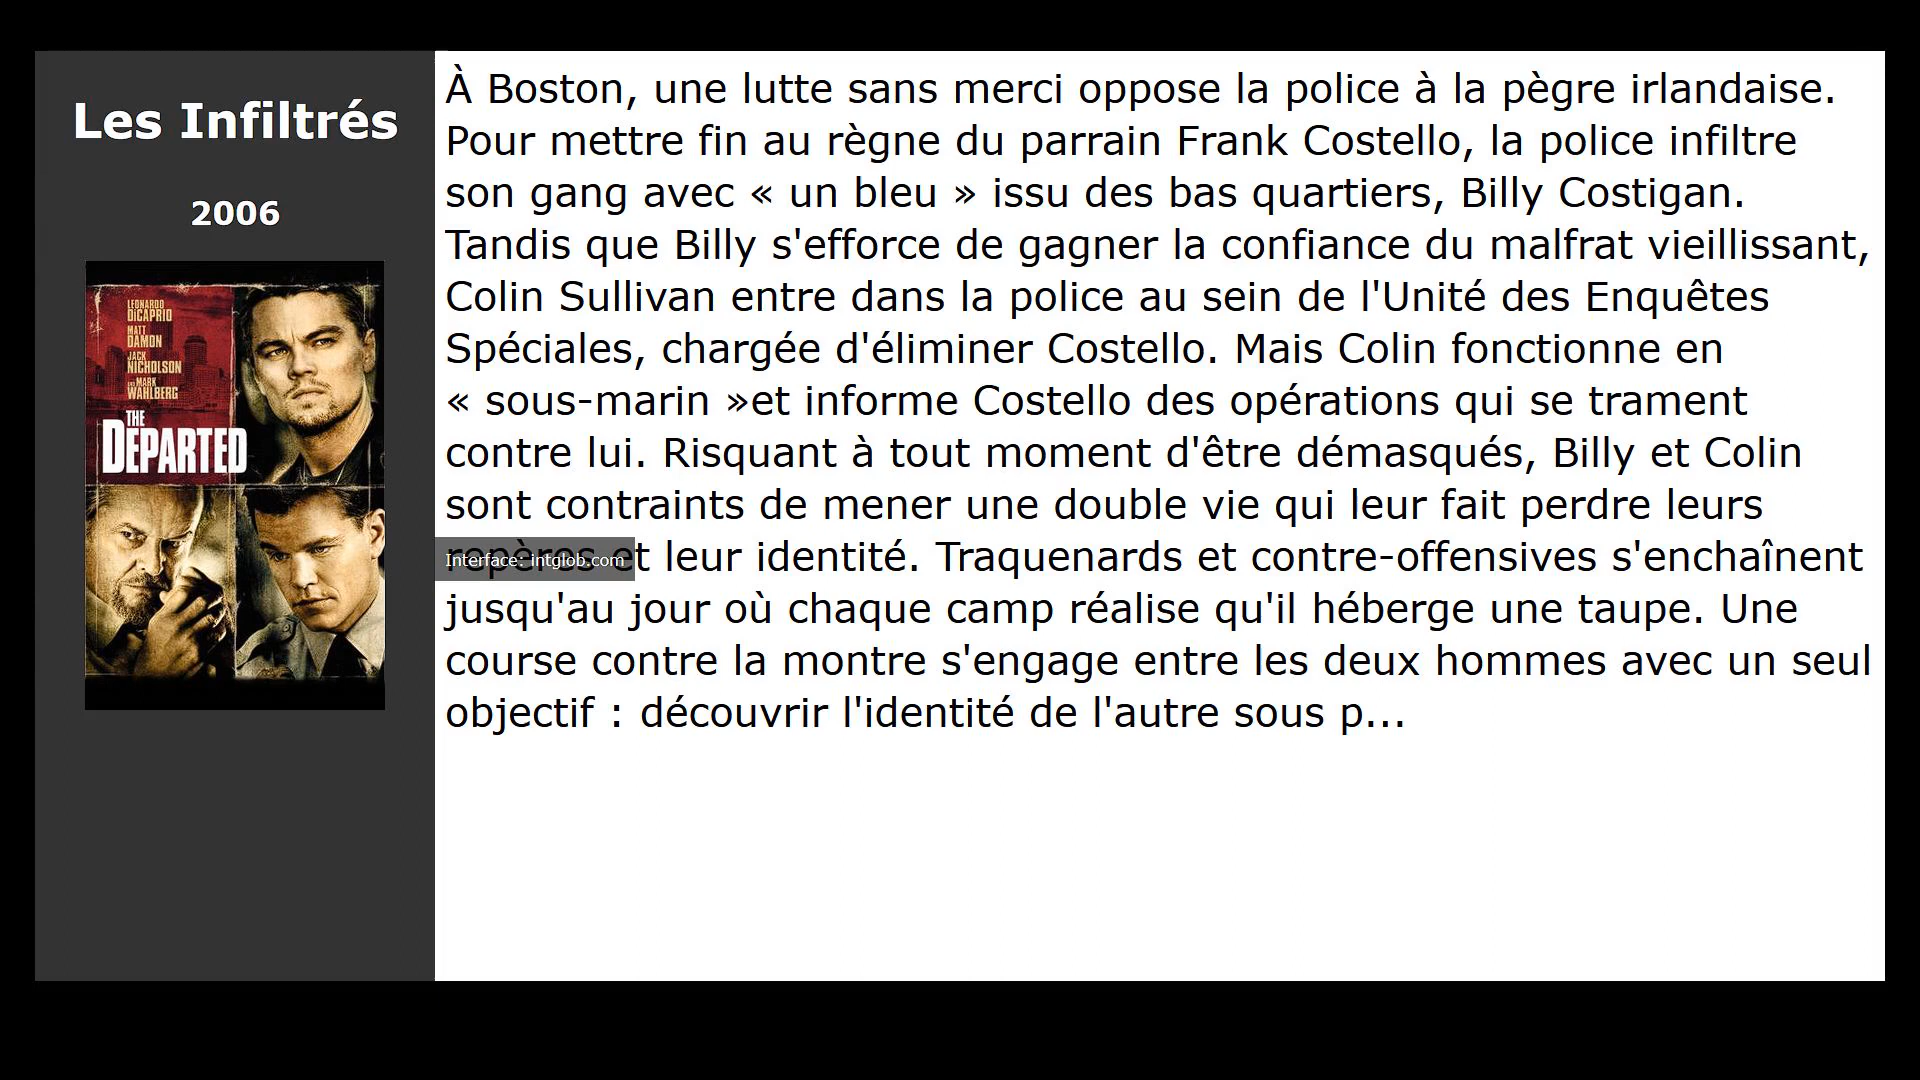 Les Infiltrés
2006
LEONARDO
DiCAPRIO
MATT
DAMON
JACK
NICHOLSON
AND MARK
WAHLBERG
THE
DEPARTED
À Boston, une lutte sans merci oppose la police à la pègre irlandaise.
Pour mettre fin au règne du parrain Frank Costello, la police infiltre
son gang avec « un bleu » issu des bas quartiers, Billy Costigan.
Tandis que Billy s'efforce de gagner la confiance du malfrat vieillissant,
Colin Sullivan entre dans la police au sein de l'Unité des Enquêtes
Spéciales, chargée d'éliminer Costello. Mais Colin fonctionne en
« sous-marin »et informe Costello des opérations qui se trament
contre lui. Risquant à tout moment d'être démasqués, Billy et Colin
sont contraints de mener une double vie qui leur fait perdre leurs
repères et leur identité. Traquenards et contre-offensives s'enchaînent
Interface: intglob.com
jusqu'au jour où chaque camp réalise qu'il héberge une taupe. Une
course contre la montre s'engage entre les deux hommes avec un seul
objectif : découvrir l'identité de l'autre sous p...